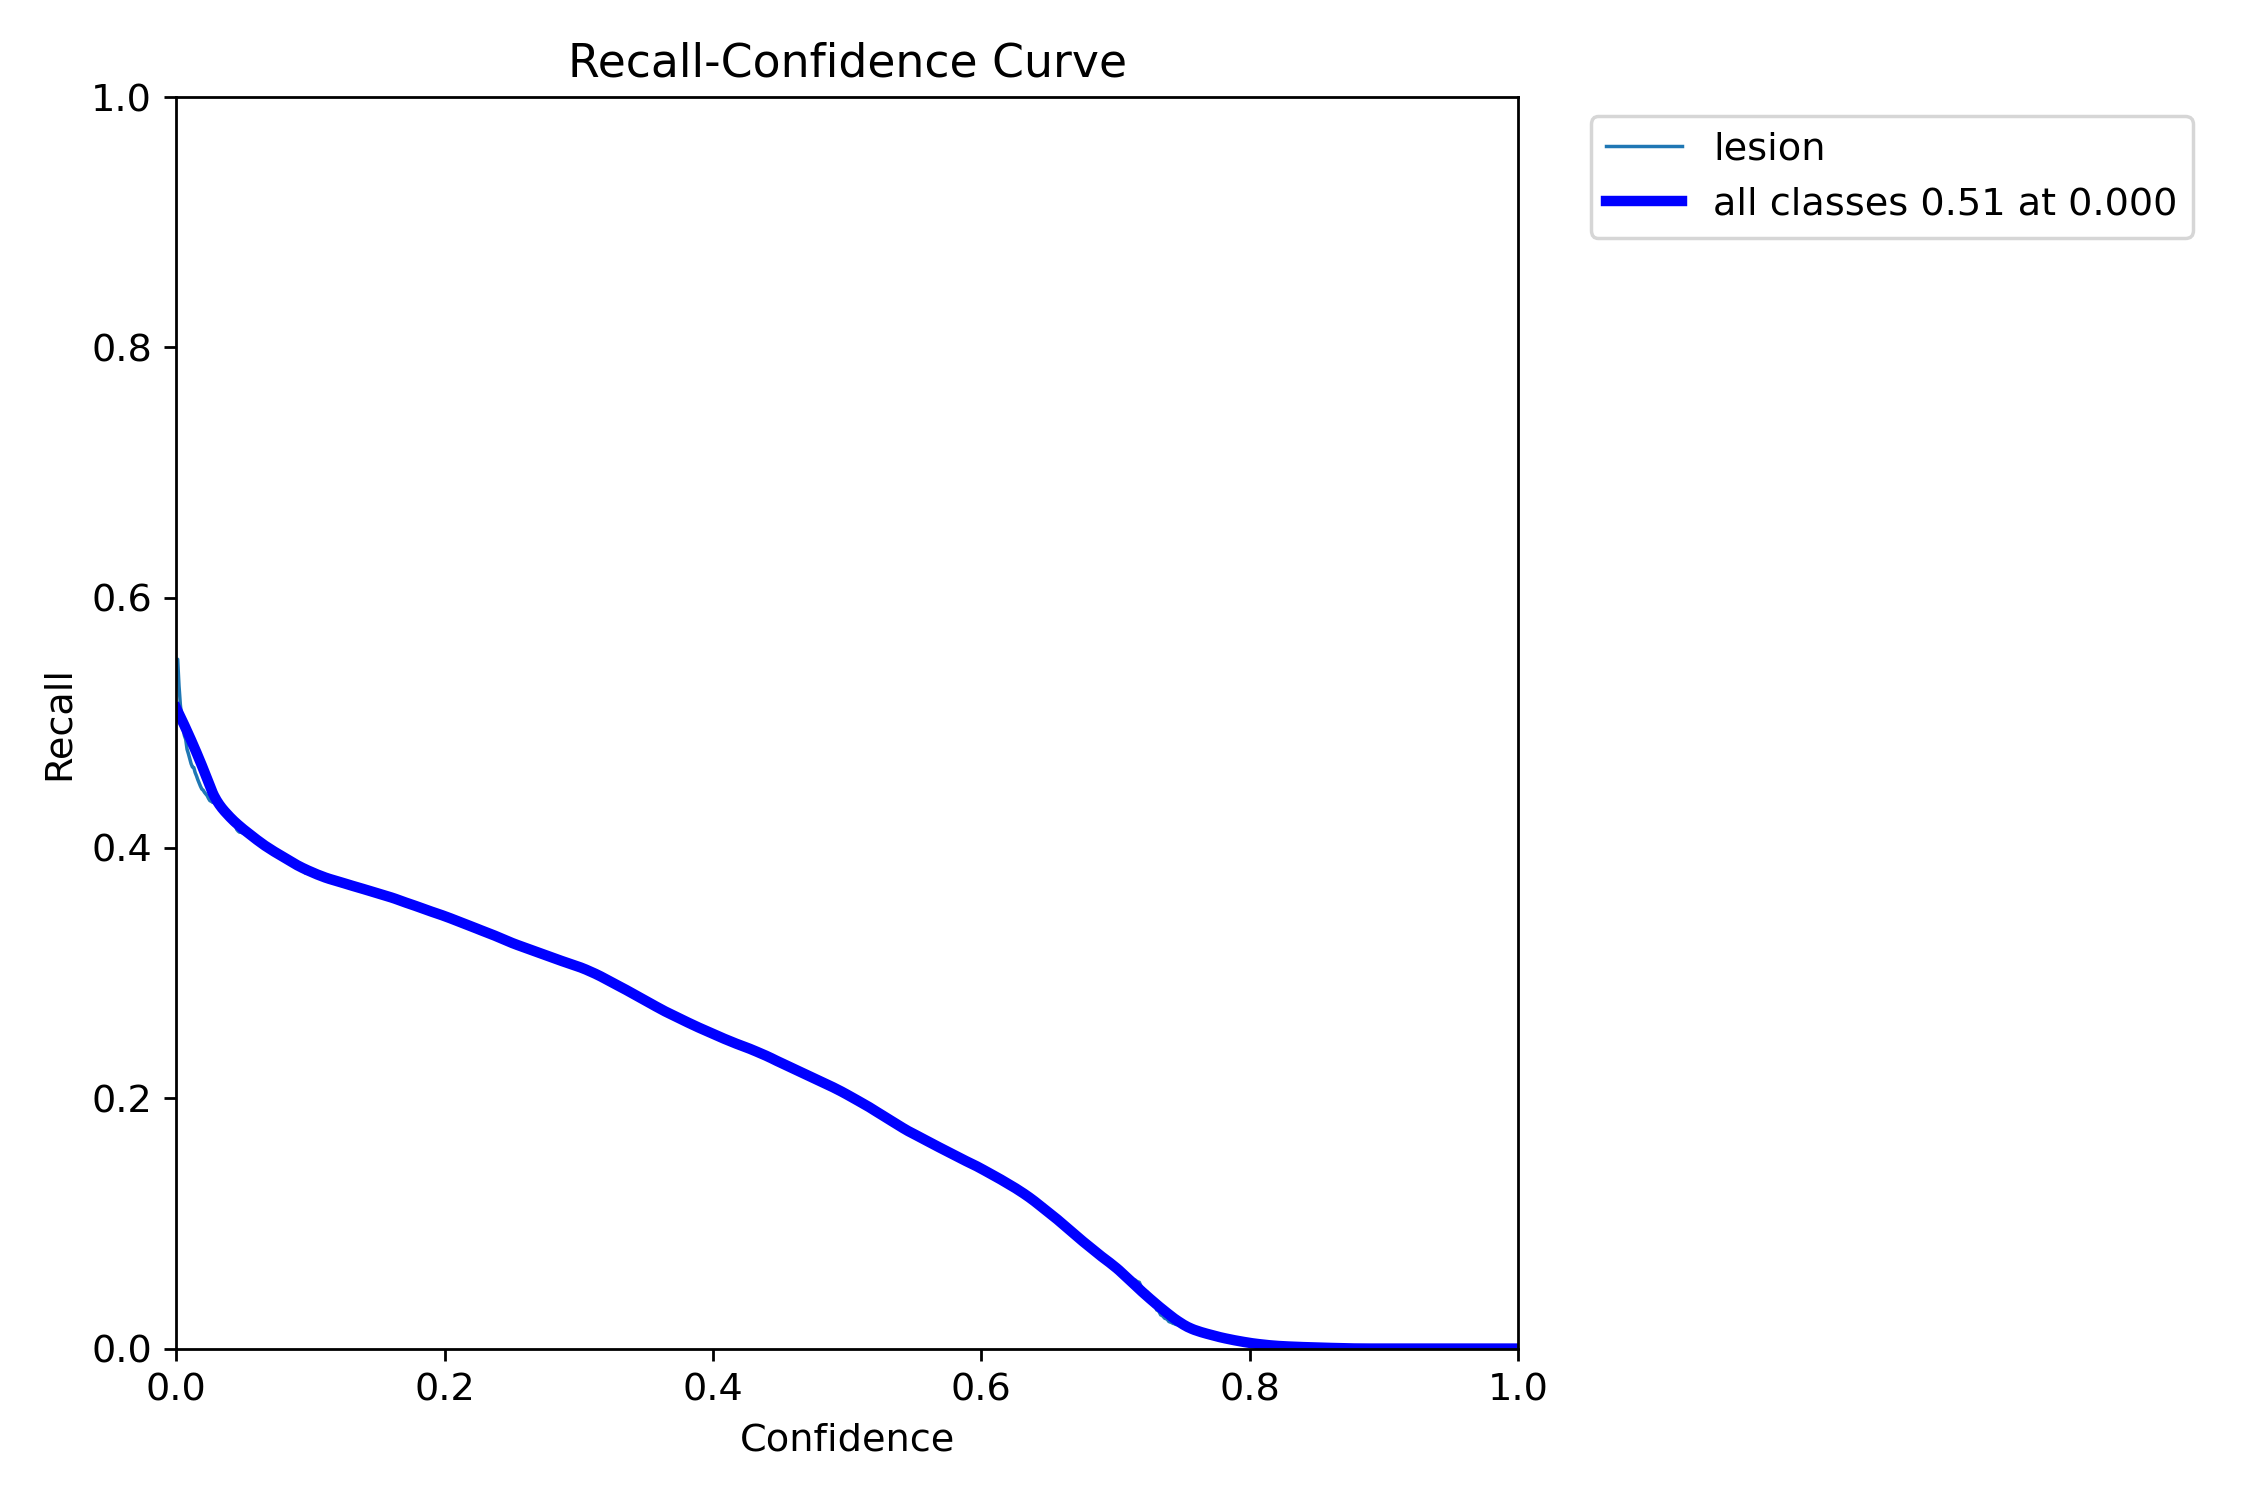 Recall-Confidence Curve
1.0
0.8
0.6
0.4
0.2
0.0
Recall
0.0 0.2 0.4 0.6 0.8 1.0
Confidence
lesion
all classes 0.51 at 0.000